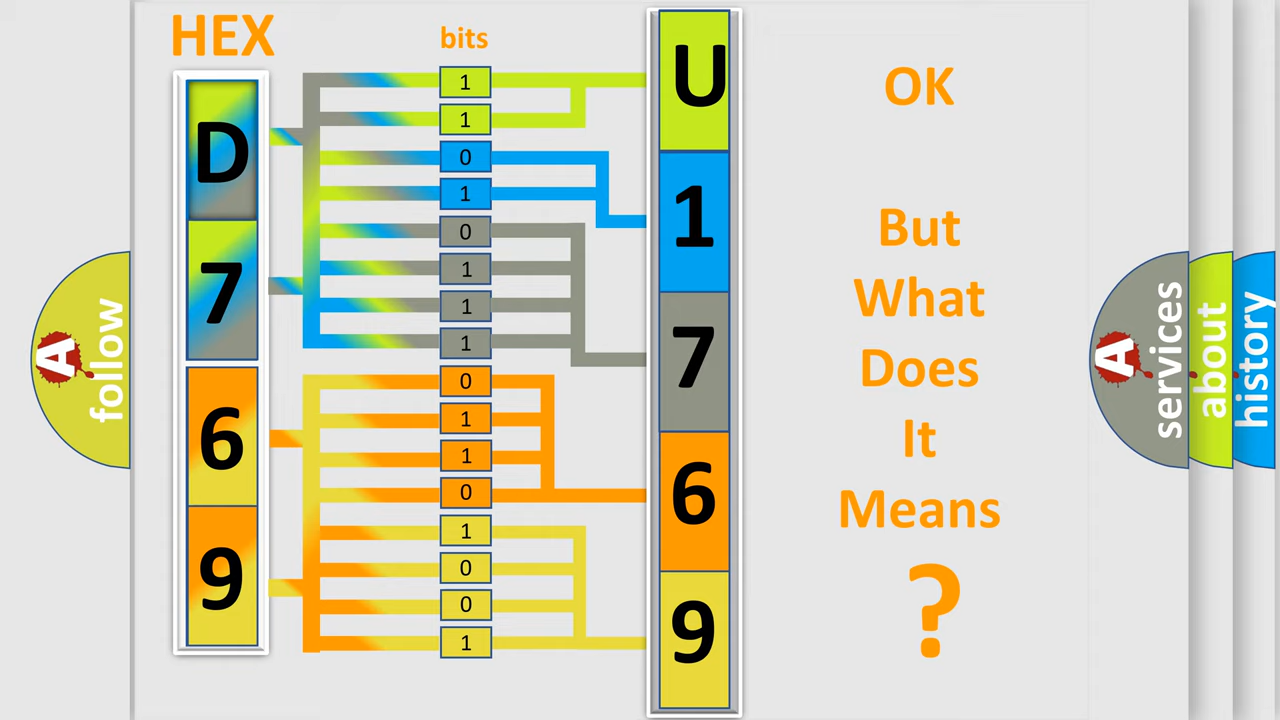 HEX
bits
D
7
6
9
1
1
0
1
0
1
1
1
0
1
1
0
1
0
0
1
U
1
7
6
9
OK
But
What
Does
It
Means
?
A
follow
A
services
about
history